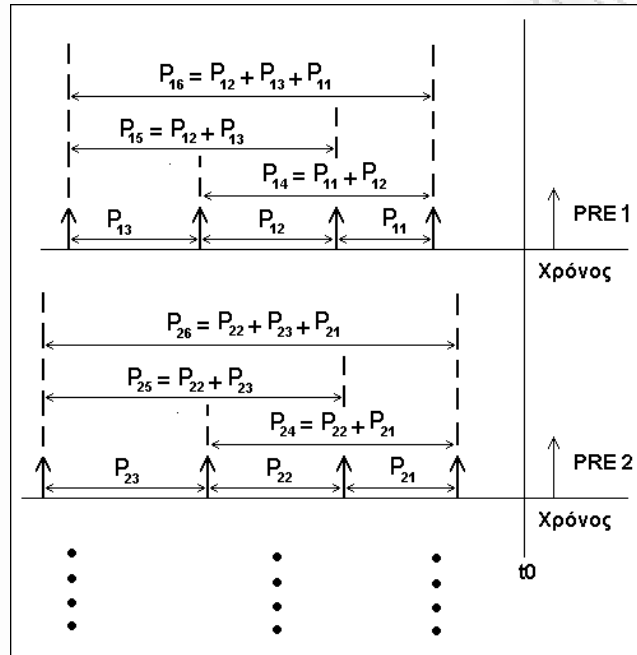 P16 = P12 + P13 + P11
P15 = P12 + P13
P14 = P11 + P12
P13 P12 P11 PRE 1
Χρόνος
P26 = P22 + P23 + P21
P25 = P22 + P23
P24 = P22 + P21
P23 P22 P21 PRE 2
Χρόνος
t0